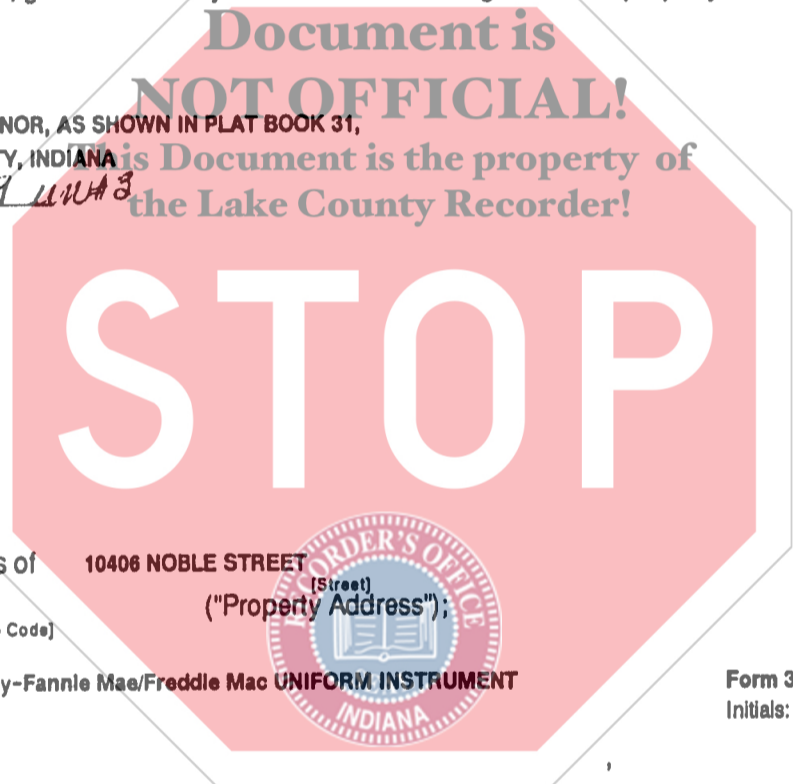 Document is
NOT OFFICIAL!
NOR, AS SHOWN IN PLAT BOOK 31,
Y, INDIANA
This Document is the property of
the Lake County Recorder!
STOP
s of 10406 NOBLE STREET
[Street]
("Property Address");
Code]
y-Fannie Mae/Freddie Mac UNIFORM INSTRUMENT
Form 3
Initials:
RECORDER'S OFFICE
INDIANA